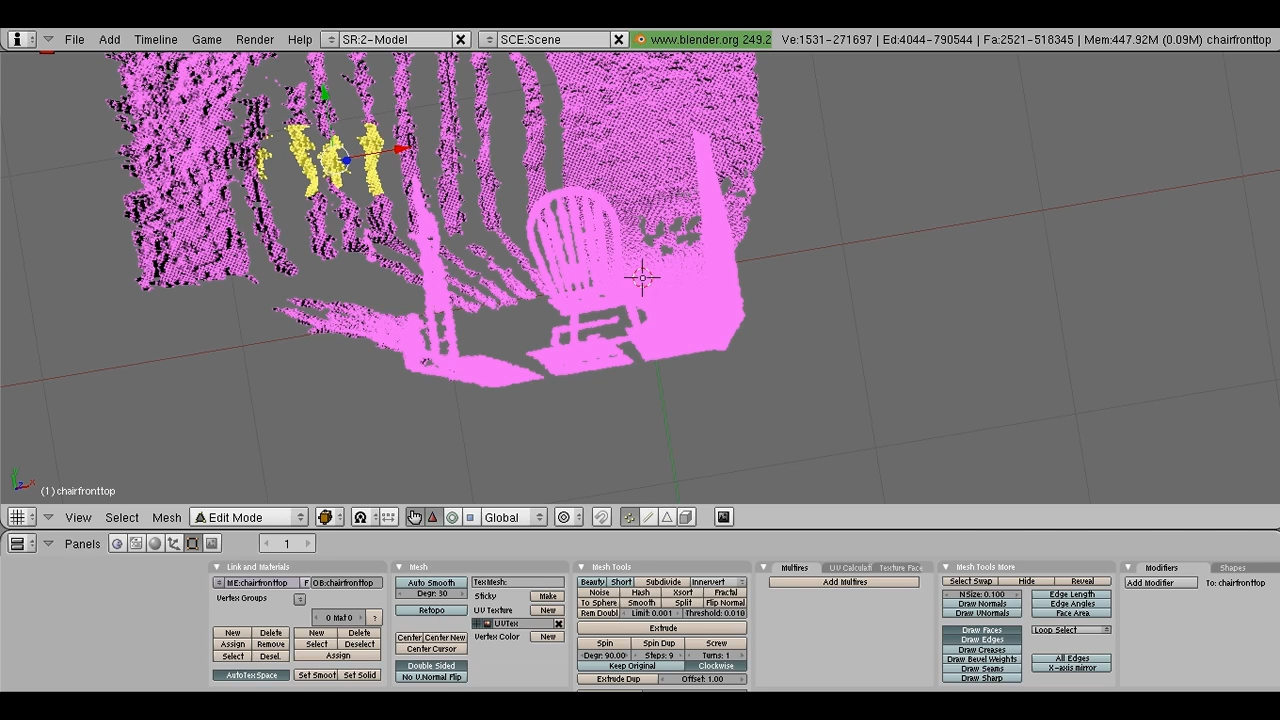 File Add Timeline Game Render Help SR:2-Model SCE:Scene www.blender.org 249.2 Ve:1531-271697 | Ed:4044-790544 | Fa:2521-518345 | Mem:447.92M (0.09M) chairfronttop
(1) chairfronttop
View Select Mesh Edit Mode Global
Panels 1
Link and Materials
ME:chairfronttop F OB:chairfronttop
Vertex Groups
0 Mat 0 ?
New Delete New Delete
Assign Remove Select Deselect
Select Desel. Assign
AutoTexSpace Set Smoot Set Solid
Mesh
Auto Smooth TexMesh:
Degr: 30 Sticky Make
Retopo UV Texture New
UVTex
Center Center New Vertex Color New
Center Cursor
Double Sided
No V.Normal Flip
Mesh Tools
Beauty Short Subdivide Innervert
Noise Hash Xsort Fractal
To Sphere Smooth Split Flip Normal
Rem Doubl Limit: 0.001 Threshold: 0.010
Extrude
Spin Spin Dup Screw
Degr: 90.00 Steps: 9 Turns: 1
Keep Original Clockwise
Extrude Dup Offset: 1.00
Multires UV Calculati Texture Face
Add Multires
Mesh Tools More
Select Swap Hide Reveal
NSize: 0.100 Edge Length
Draw Normals Edge Angles
Draw VNormals Face Area
Draw Faces Loop Select
Draw Edges
Draw Creases
Draw Bevel Weights All Edges
Draw Seams X-axis mirror
Draw Sharp
Modifiers Shapes
Add Modifier To: chairfronttop